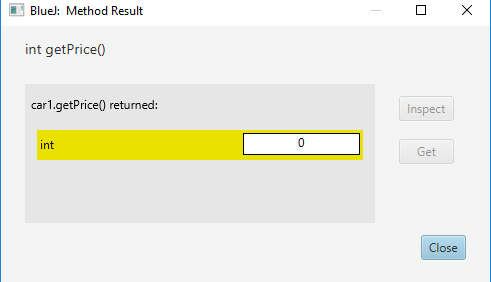 BlueJ:  Method Result
int getPrice()
car1.getPrice() returned:
Inspect
int 0
Get
Close